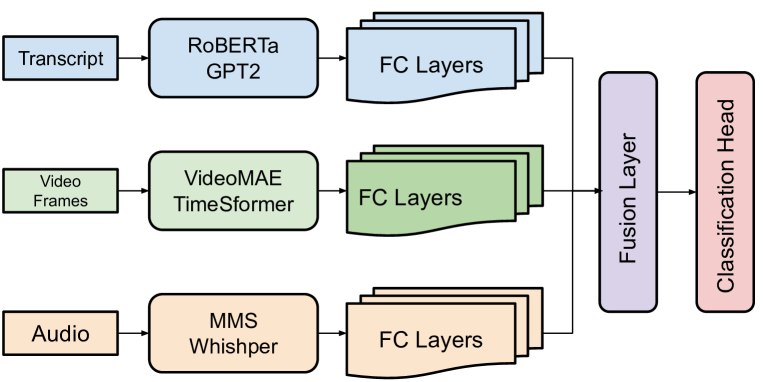 Transcript
RoBERTa
GPT2
FC Layers
Video
Frames
VideoMAE
TimeSformer
FC Layers
Audio
MMS
Whishper
FC Layers
Fusion Layer
Classification Head